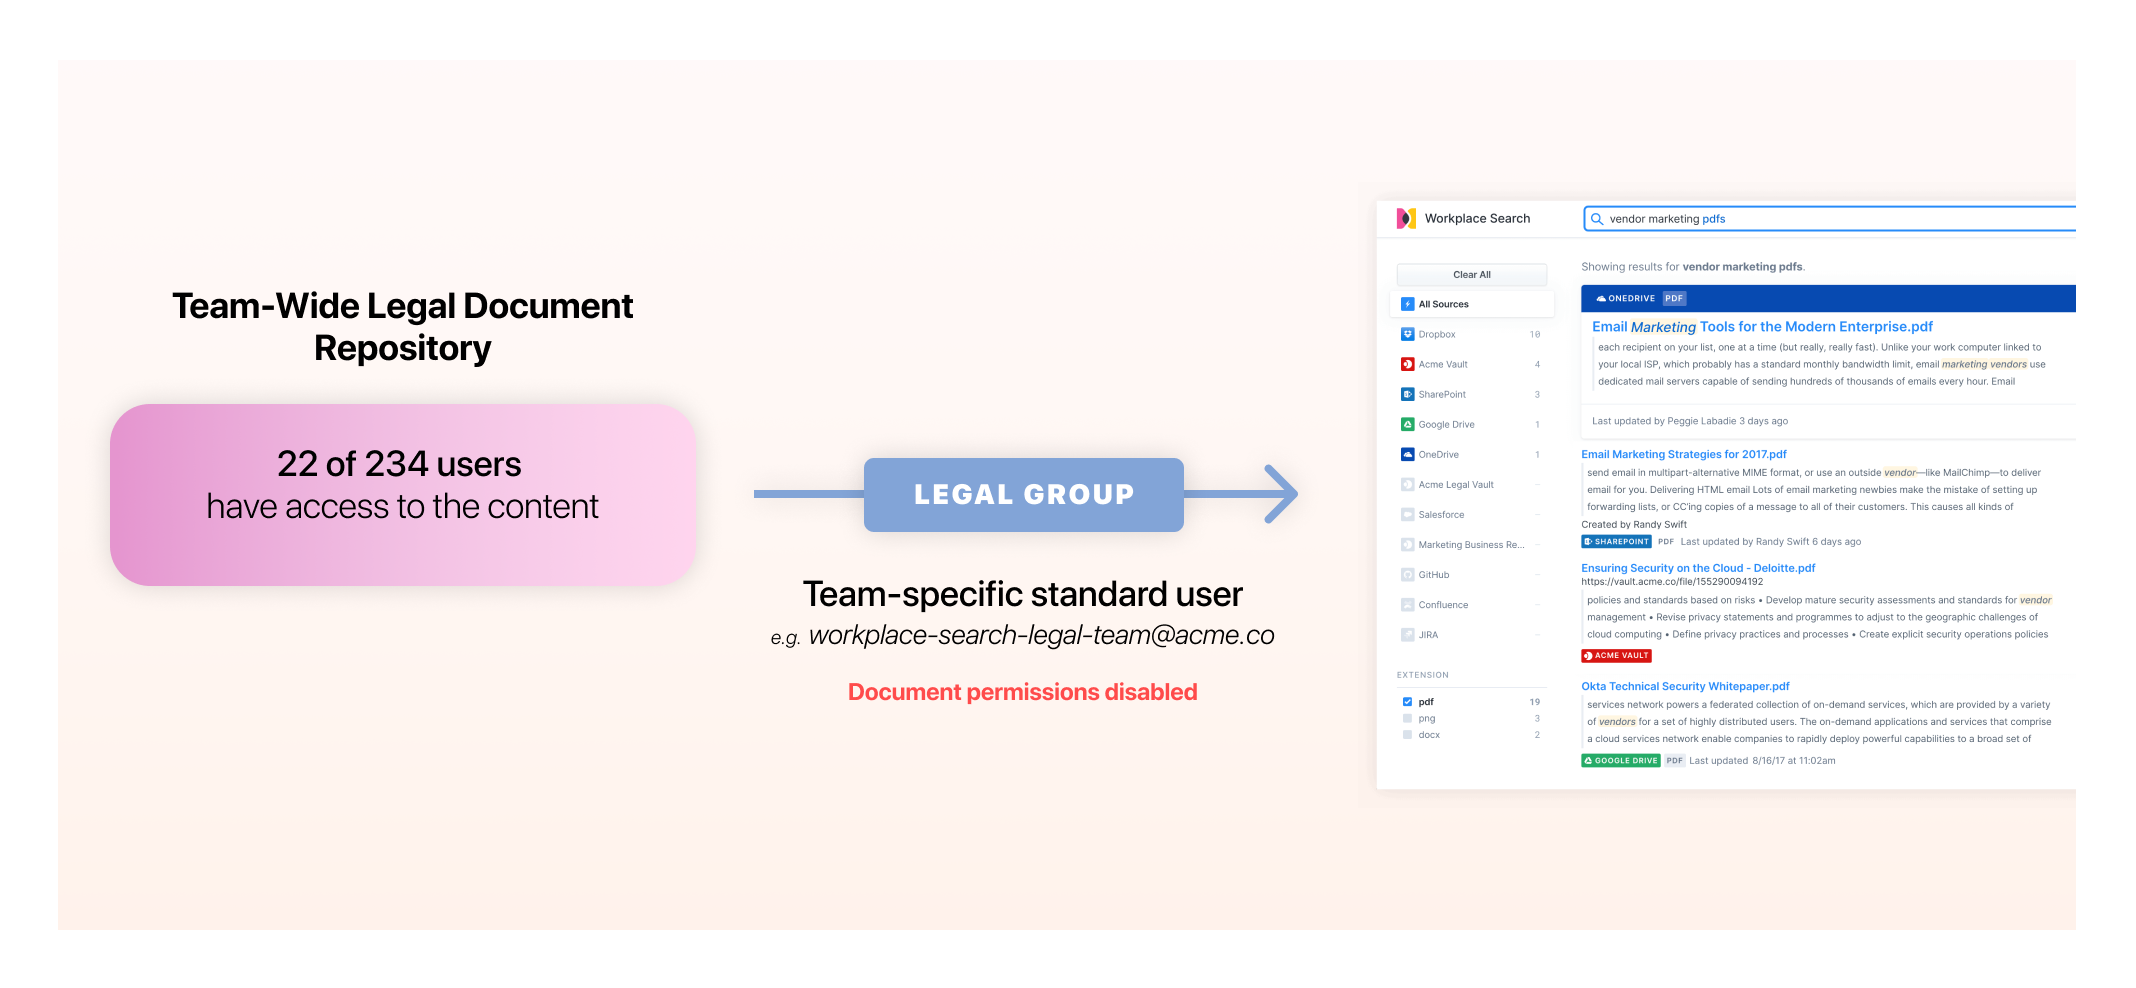 Team-Wide Legal Document
Repository
22 of 234 users
have access to the content
LEGAL GROUP
Team-specific standard user
e.g. workplace-search-legal-team@acme.co
Document permissions disabled
Workplace Search
vendor marketing pdfs
Clear All
All Sources
Dropbox 10
Acme Vault 4
SharePoint 3
Google Drive 1
OneDrive 1
Acme Legal Vault –
Salesforce –
Marketing Business Re... –
GitHub –
Confluence –
JIRA –
EXTENSION
pdf 19
png 3
docx 2
Showing results for vendor marketing pdfs.
ONEDRIVE PDF
Email Marketing Tools for the Modern Enterprise.pdf
each recipient on your list, one at a time (but really, really fast). Unlike your work computer linked to
your local ISP, which probably has a standard monthly bandwidth limit, email marketing vendors use
dedicated mail servers capable of sending hundreds of thousands of emails every hour. Email
Last updated by Peggie Labadie 3 days ago
Email Marketing Strategies for 2017.pdf
send email in multipart-alternative MIME format, or use an outside vendor—like MailChimp—to deliver
email for you. Delivering HTML email Lots of email marketing newbies make the mistake of setting up
forwarding lists, or CC'ing copies of a message to all of their customers. This causes all kinds of
Created by Randy Swift
SHAREPOINT PDF Last updated by Randy Swift 6 days ago
Ensuring Security on the Cloud - Deloitte.pdf
https://vault.acme.co/file/155290094192
policies and standards based on risks • Develop mature security assessments and standards for vendor
management • Revise privacy statements and programmes to adjust to the geographic challenges of
cloud computing • Define privacy practices and processes • Create explicit security operations policies
ACME VAULT
Okta Technical Security Whitepaper.pdf
services network powers a federated collection of on-demand services, which are provided by a variety
of vendors for a set of highly distributed users. The on-demand applications and services that comprise
a cloud services network enable companies to rapidly deploy powerful capabilities to a broad set of
GOOGLE DRIVE PDF Last updated 8/16/17 at 11:02am